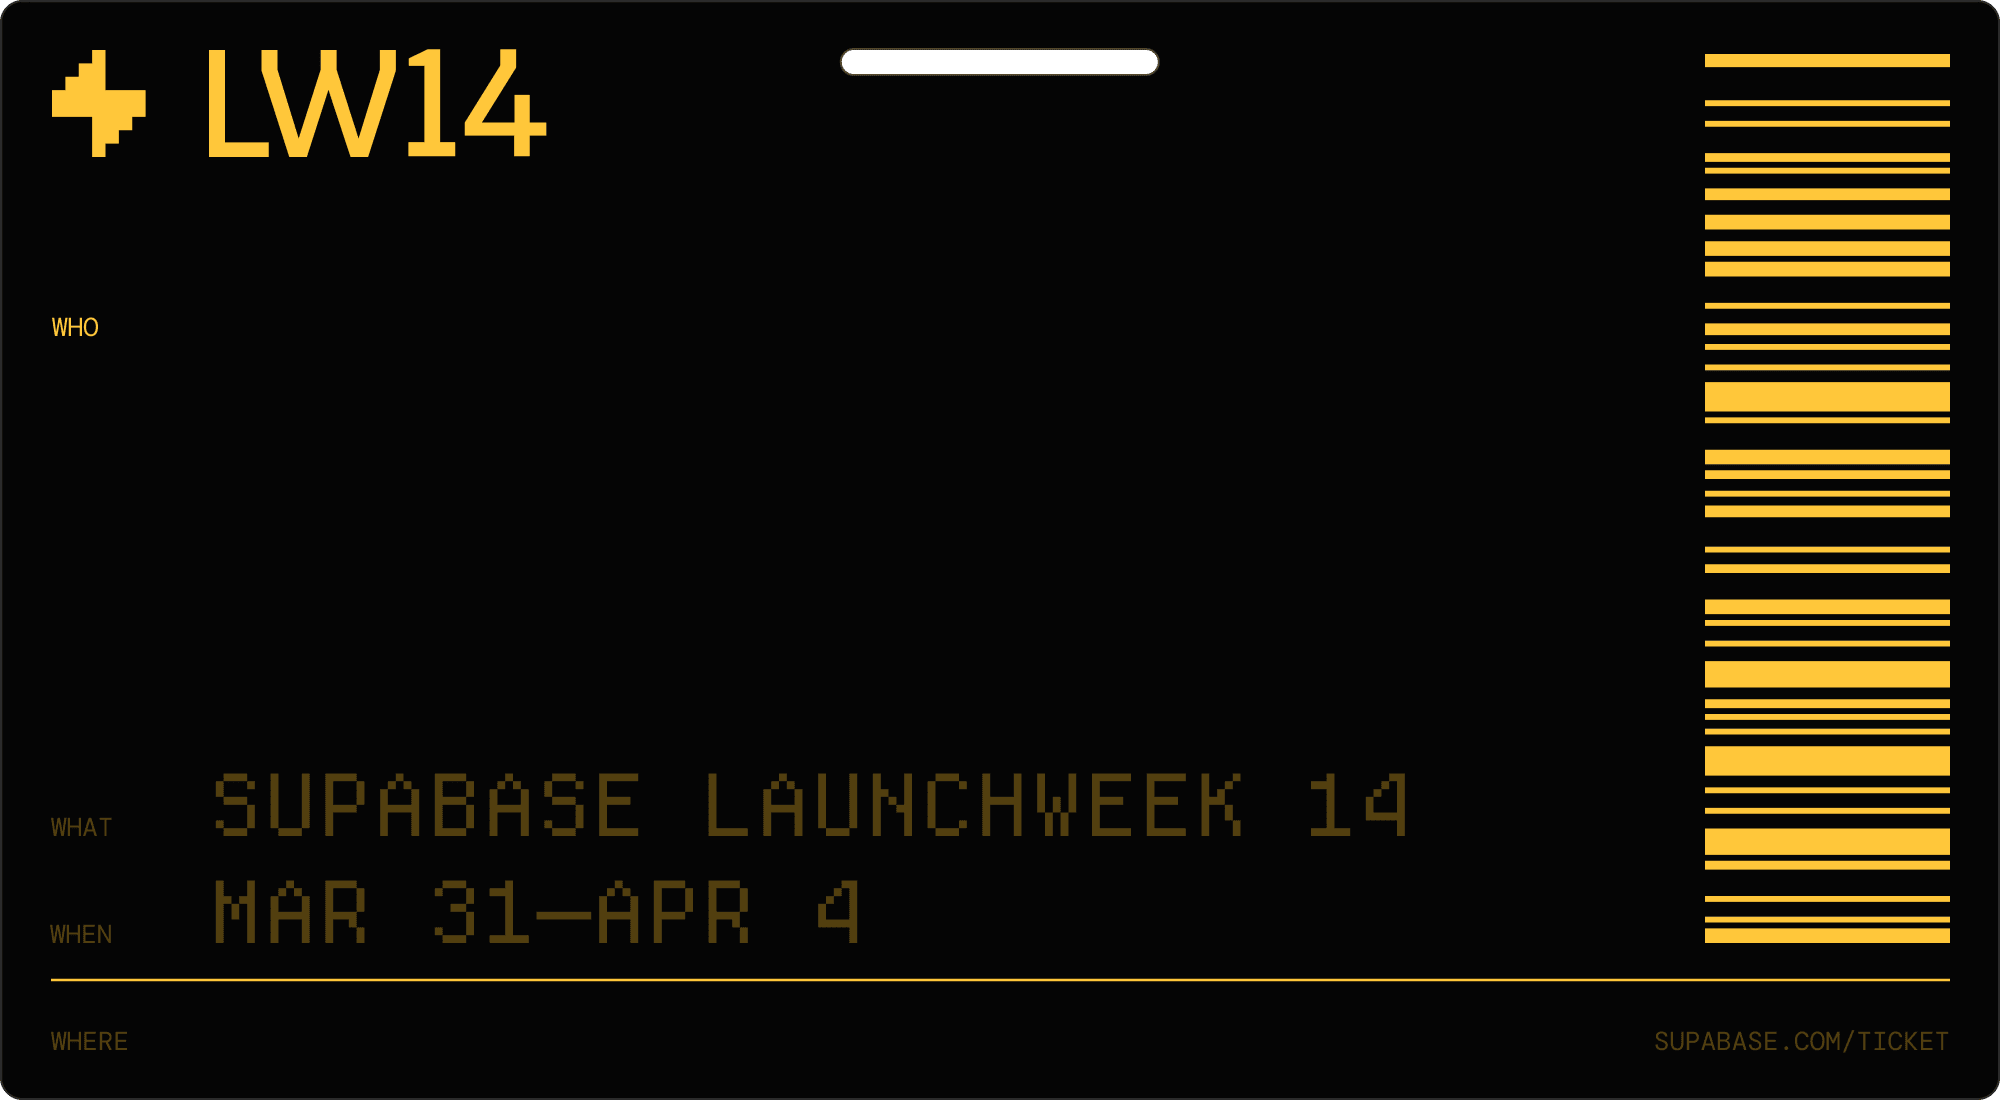 LW14
WHO
WHAT SUPABASE LAUNCHWEEK 14
WHEN MAR 31—APR 4
WHERE SUPABASE.COM/TICKET